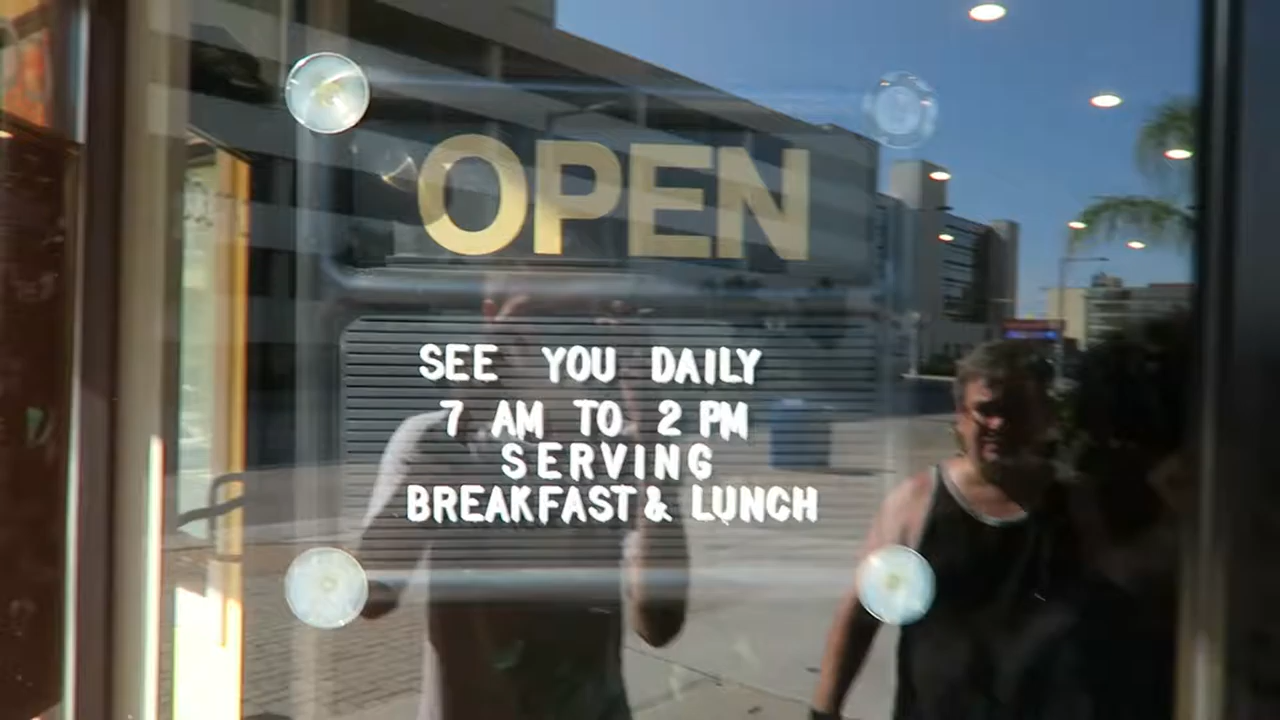 OPEN
SEE YOU DAILY
7 AM TO 2 PM
SERVING
BREAKFAST & LUNCH